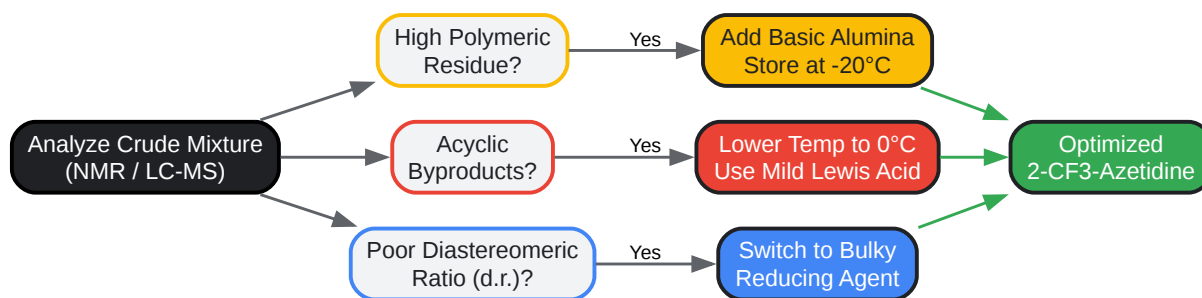 Analyze Crude Mixture
(NMR / LC-MS)
High Polymeric
Residue?
Yes
Add Basic Alumina
Store at -20°C
Acyclic
Byproducts?
Yes
Lower Temp to 0°C
Use Mild Lewis Acid
Poor Diastereomeric
Ratio (d.r.)?
Yes
Switch to Bulky
Reducing Agent
Optimized
2-CF3-Azetidine